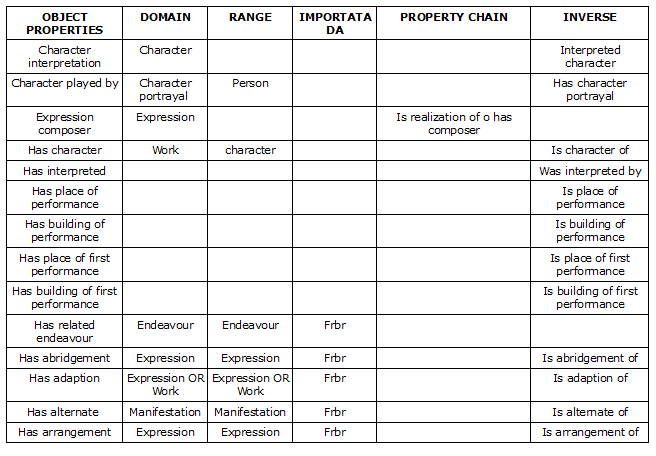 OBJECT PROPERTIES DOMAIN RANGE IMPORTATA DA PROPERTY CHAIN INVERSE
Character interpretation Character Interpreted character
Character played by Character portrayal Person Has character portrayal
Expression composer Expression Is realization of o has composer
Has character Work character Is character of
Has interpreted Was interpreted by
Has place of performance Is place of performance
Has building of performance Is building of performance
Has place of first performance Is place of first performance
Has building of first performance Is building of first performance
Has related endeavour Endeavour Endeavour Frbr
Has abridgement Expression Expression Frbr Is abridgement of
Has adaption Expression OR Work Expression OR Work Frbr Is adaption of
Has alternate Manifestation Manifestation Frbr Is alternate of
Has arrangement Expression Expression Frbr Is arrangement of